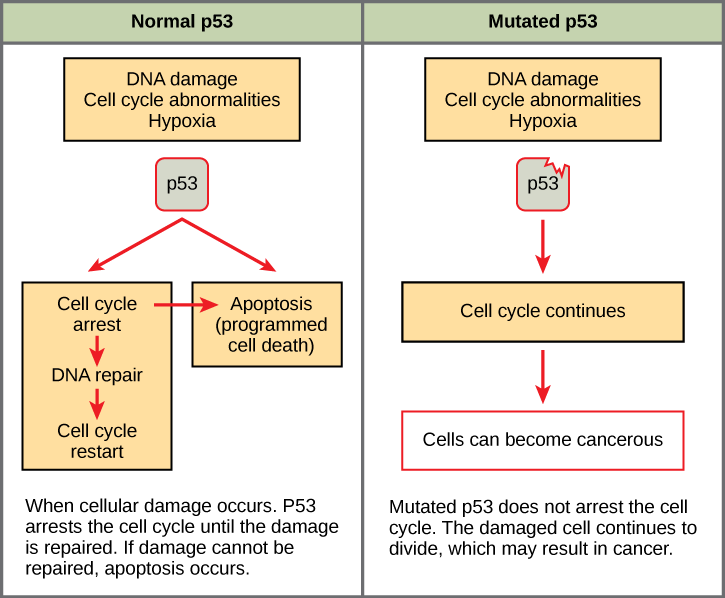 Normal p53
DNA damage
Cell cycle abnormalities
Hypoxia
p53
Cell cycle
arrest
DNA repair
Cell cycle
restart
Apoptosis
(programmed
cell death)
When cellular damage occurs. P53
arrests the cell cycle until the damage
is repaired. If damage cannot be
repaired, apoptosis occurs.
Mutated p53
DNA damage
Cell cycle abnormalities
Hypoxia
p53
Cell cycle continues
Cells can become cancerous
Mutated p53 does not arrest the cell
cycle. The damaged cell continues to
divide, which may result in cancer.